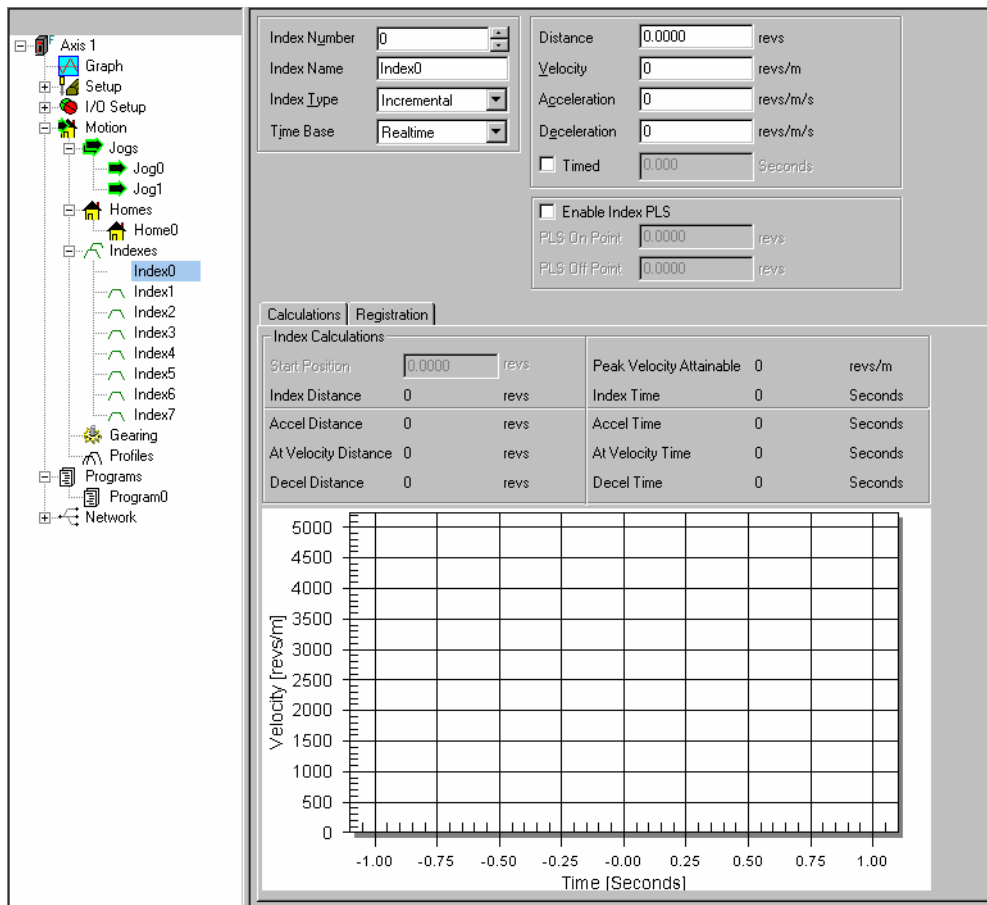 Axis 1
Graph
Setup
I/O Setup
Motion
Jogs
Jog0
Jog1
Homes
Home0
Indexes
Index0
Index1
Index2
Index3
Index4
Index5
Index6
Index7
Gearing
Profiles
Programs
Program0
Network
Index Number 0
Index Name Index0
Index Type Incremental
Time Base Realtime
Distance 0.0000 revs
Velocity 0 revs/m
Acceleration 0 revs/m/s
Deceleration 0 revs/m/s
Timed 0.000 Seconds
Enable Index PLS
PLS On Point 0.0000 revs
PLS Off Point 0.0000 revs
Calculations Registration
Index Calculations
Start Position 0.0000 revs Peak Velocity Attainable 0 revs/m
Index Distance 0 revs Index Time 0 Seconds
Accel Distance 0 revs Accel Time 0 Seconds
At Velocity Distance 0 revs At Velocity Time 0 Seconds
Decel Distance 0 revs Decel Time 0 Seconds
Velocity [revs/m]
5000
4500
4000
3500
3000
2500
2000
1500
1000
500
0
-1.00 -0.75 -0.50 -0.25 -0.00 0.25 0.50 0.75 1.00
Time [Seconds]